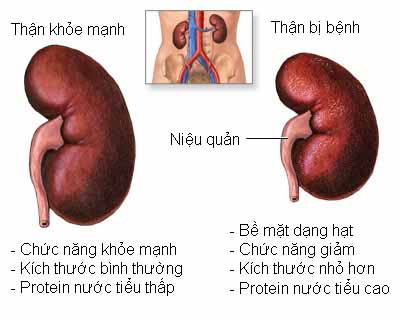 Thận khỏe mạnh
Thận bị bệnh
Niệu quản
- Chức năng khỏe mạnh
- Kích thước bình thường
- Protein nước tiểu thấp
- Bề mặt dạng hạt
- Chức năng giảm
- Kích thước nhỏ hơn
- Protein nước tiểu cao